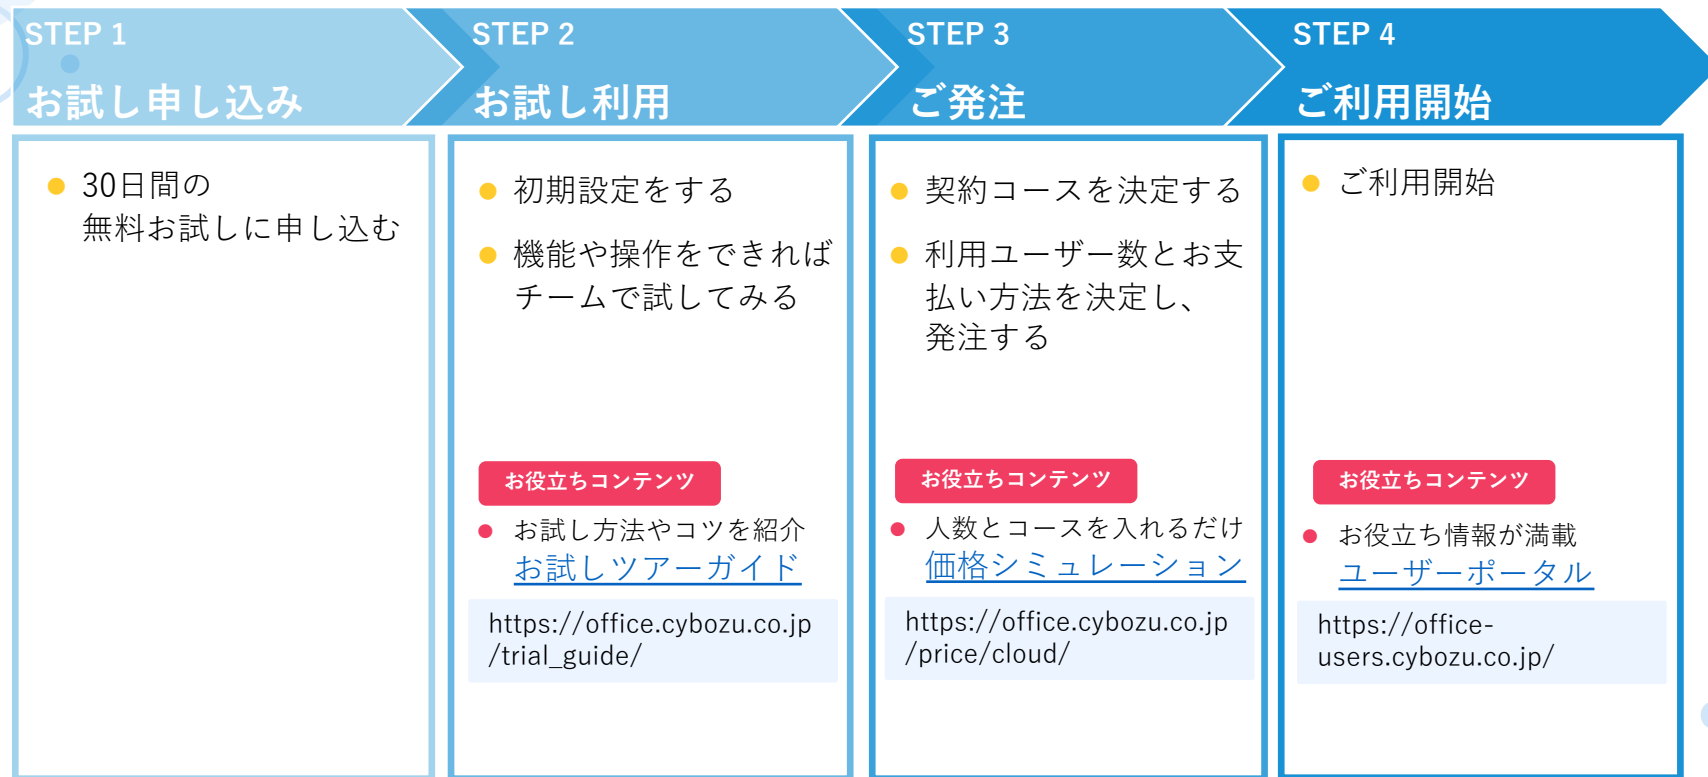 STEP 1
お試し申し込み
30日間の
無料お試しに申し込む
STEP 2
お試し利用
初期設定をする
機能や操作をできれば
チームで試してみる
お役立ちコンテンツ
お試し方法やコツを紹介
お試しツアーガイド
https://office.cybozu.co.jp
/trial_guide/
STEP 3
ご発注
契約コースを決定する
利用ユーザー数とお支
払い方法を決定し、
発注する
お役立ちコンテンツ
人数とコースを入れるだけ
価格シミュレーション
https://office.cybozu.co.jp
/price/cloud/
STEP 4
ご利用開始
ご利用開始
お役立ちコンテンツ
お役立ち情報が満載
ユーザーポータル
https://office-
users.cybozu.co.jp/